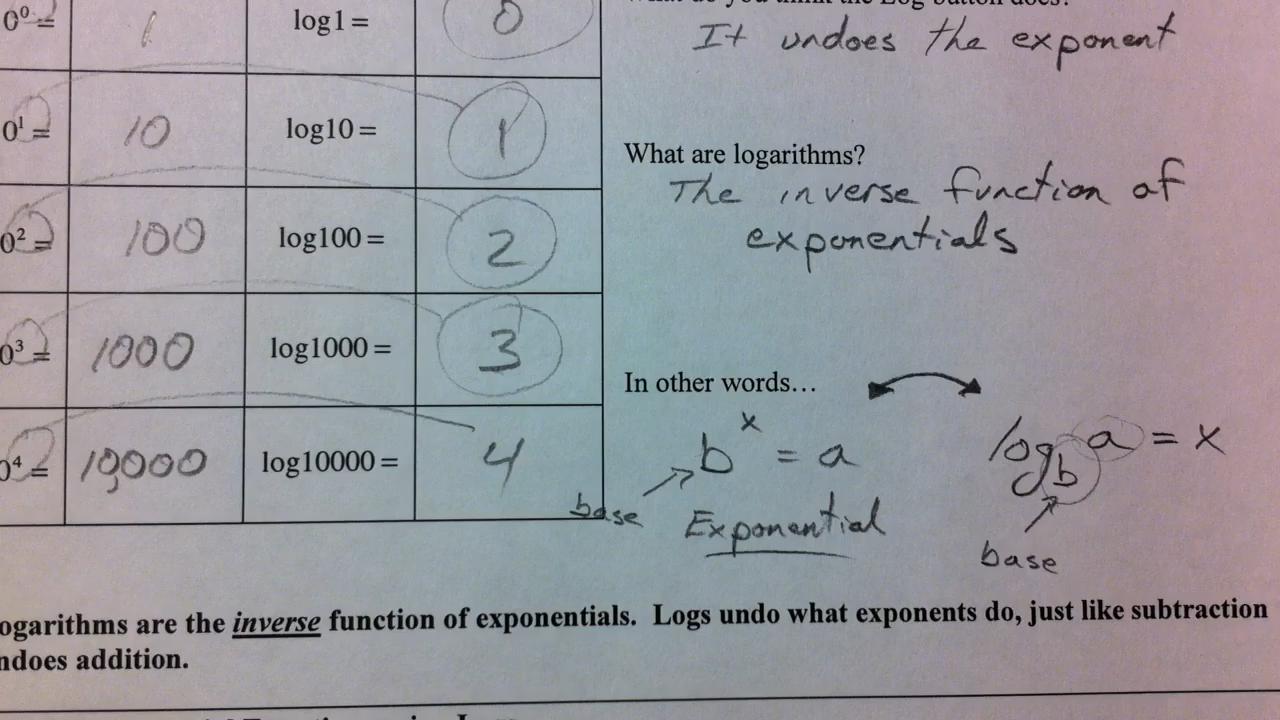 0⁰ = 1 log1 = 0
0¹ = 10 log10 = 1
0² = 100 log100 = 2
0³ = 1000 log1000 = 3
0⁴ = 10,000 log10000 = 4
It undoes the exponent
What are logarithms?
The inverse function of
exponentials
In other words…
bˣ = a
base
Exponential
log_b a = x
base
ogarithms are the inverse function of exponentials. Logs undo what exponents do, just like subtraction
ndoes addition.